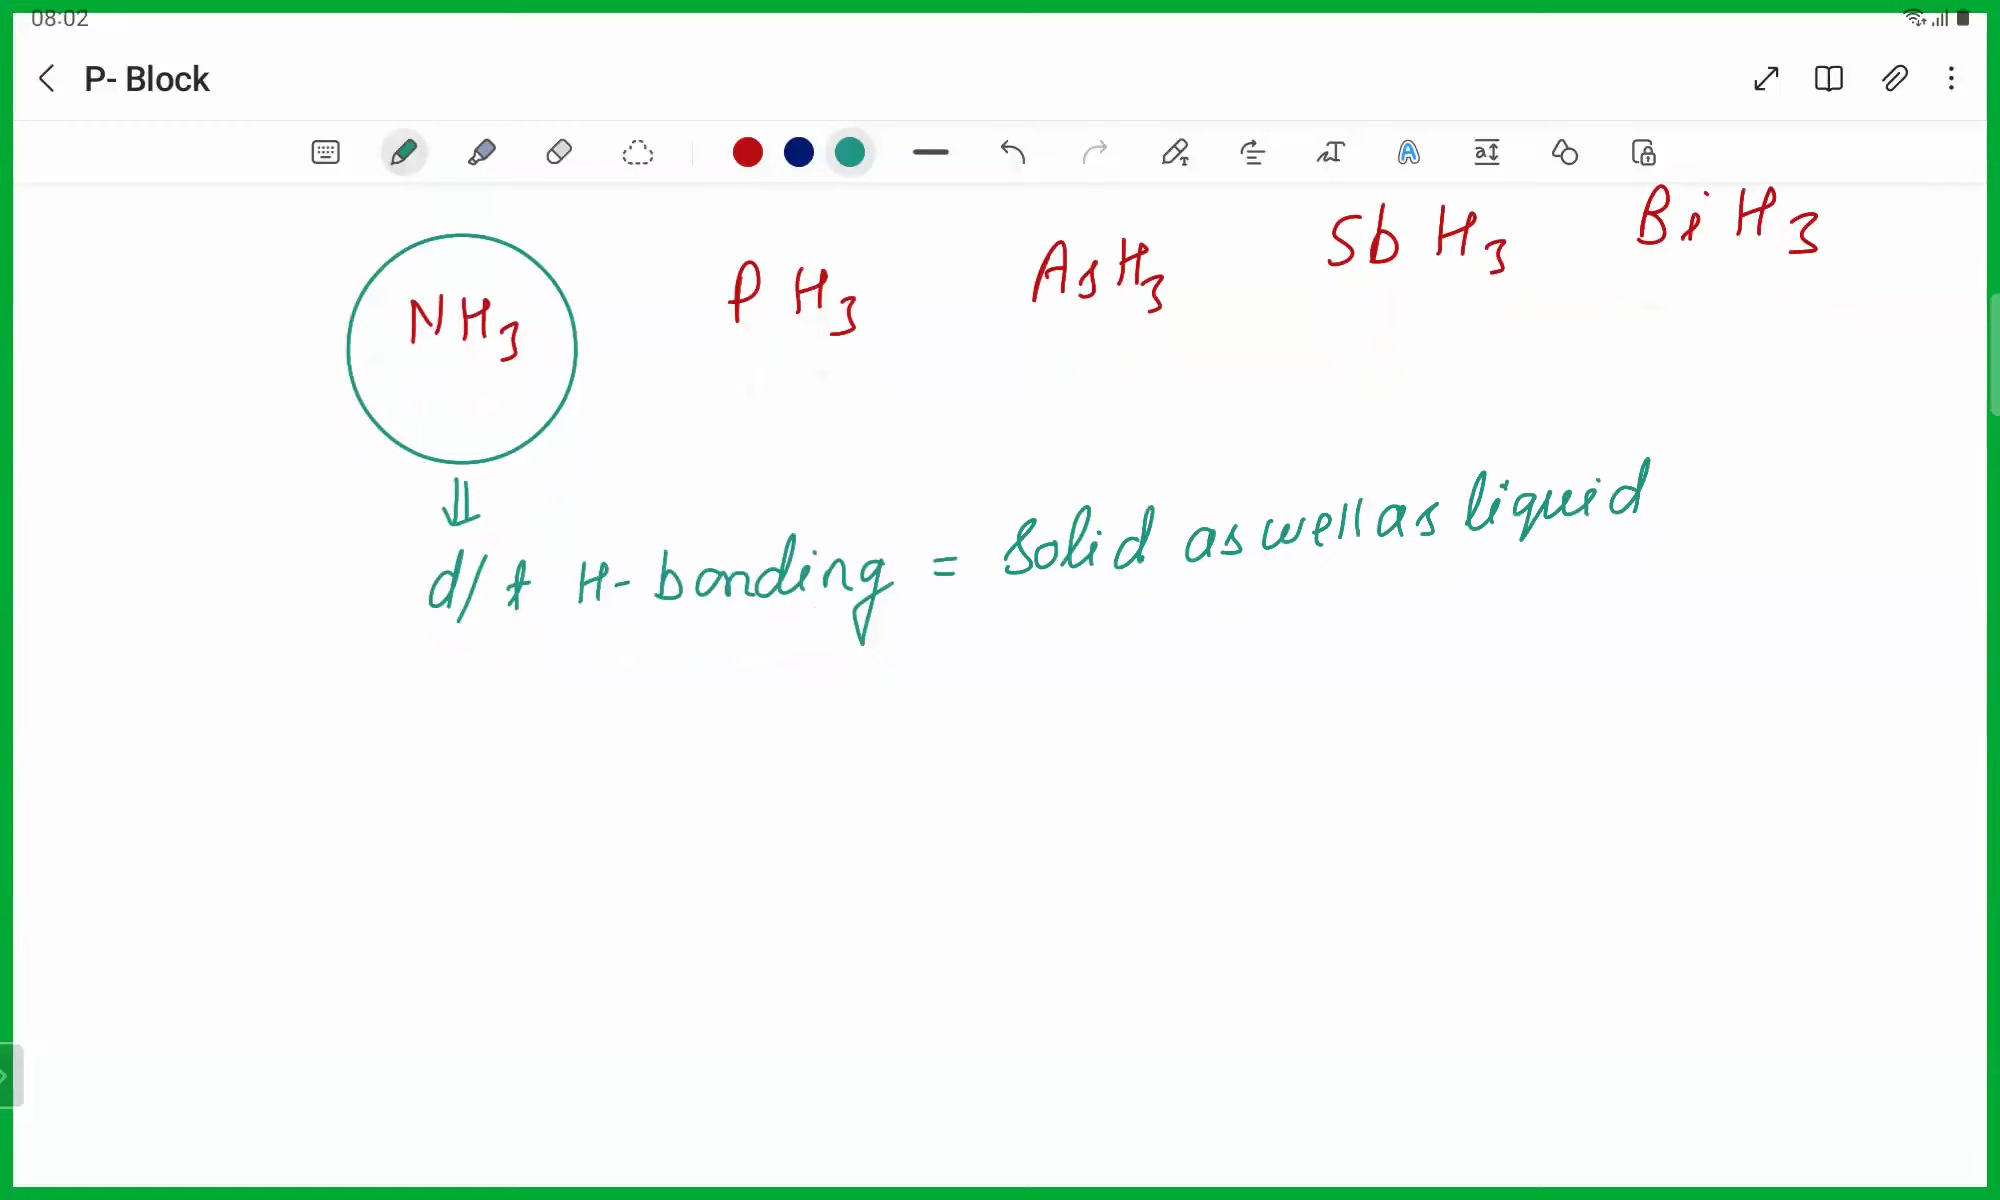 08:02
P- Block
NH3 PH3 AsH3 SbH3 BiH3
d/t H-bonding = Solid as well as liquid